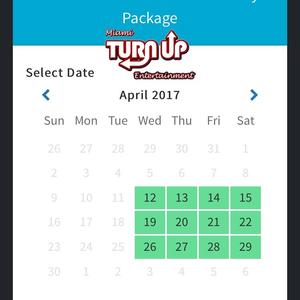 Package
Miami
TURN UP
Entertainment
Select Date
April 2017
Sun Mon Tue Wed Thu Fri Sat
26 27 28 29 30 31 1
2 3 4 5 6 7 8
9 10 11 12 13 14 15
16 17 18 19 20 21 22
23 24 25 26 27 28 29
30 1 2 3 4 5 6